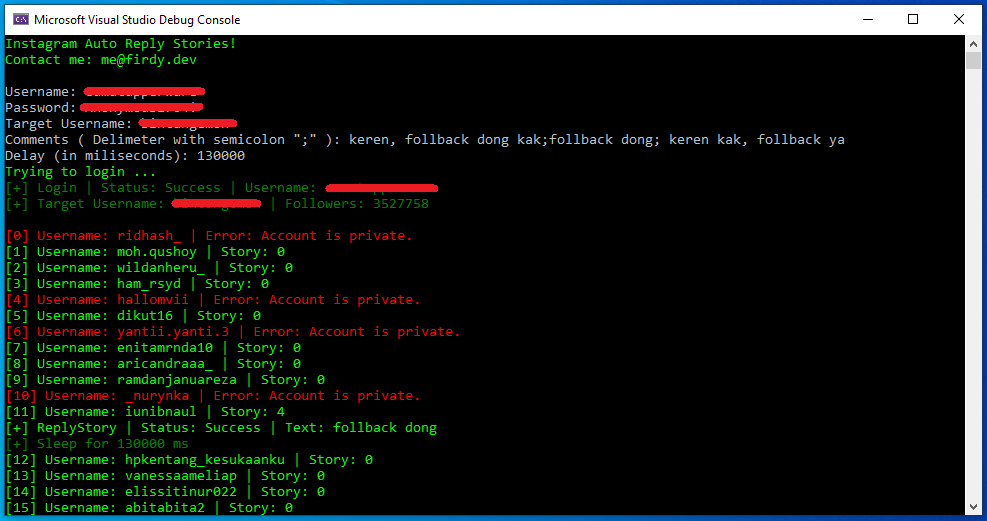 Microsoft Visual Studio Debug Console
Instagram Auto Reply Stories!
Contact me: me@firdy.dev
Username:
Password:
Target Username:
Comments ( Delimeter with semicolon ";" ): keren, follback dong kak;follback dong; keren kak, follback ya
Delay (in miliseconds): 130000
Trying to login ...
[+] Login | Status: Success | Username:
[+] Target Username: | Followers: 3527758
[0] Username: ridhash_ | Error: Account is private.
[1] Username: moh.qushoy | Story: 0
[2] Username: wildanheru_ | Story: 0
[3] Username: ham_rsyd | Story: 0
[4] Username: hallomvii | Error: Account is private.
[5] Username: dikut16 | Story: 0
[6] Username: yantii.yanti.3 | Error: Account is private.
[7] Username: enitamrnda10 | Story: 0
[8] Username: aricandraaa_ | Story: 0
[9] Username: ramdanjanuareza | Story: 0
[10] Username: _nurynka | Error: Account is private.
[11] Username: iunibnaul | Story: 4
[+] ReplyStory | Status: Success | Text: follback dong
[+] Sleep for 130000 ms
[12] Username: hpkentang_kesukaanku | Story: 0
[13] Username: vanessaameliap | Story: 0
[14] Username: elissitinur022 | Story: 0
[15] Username: abitabita2 | Story: 0